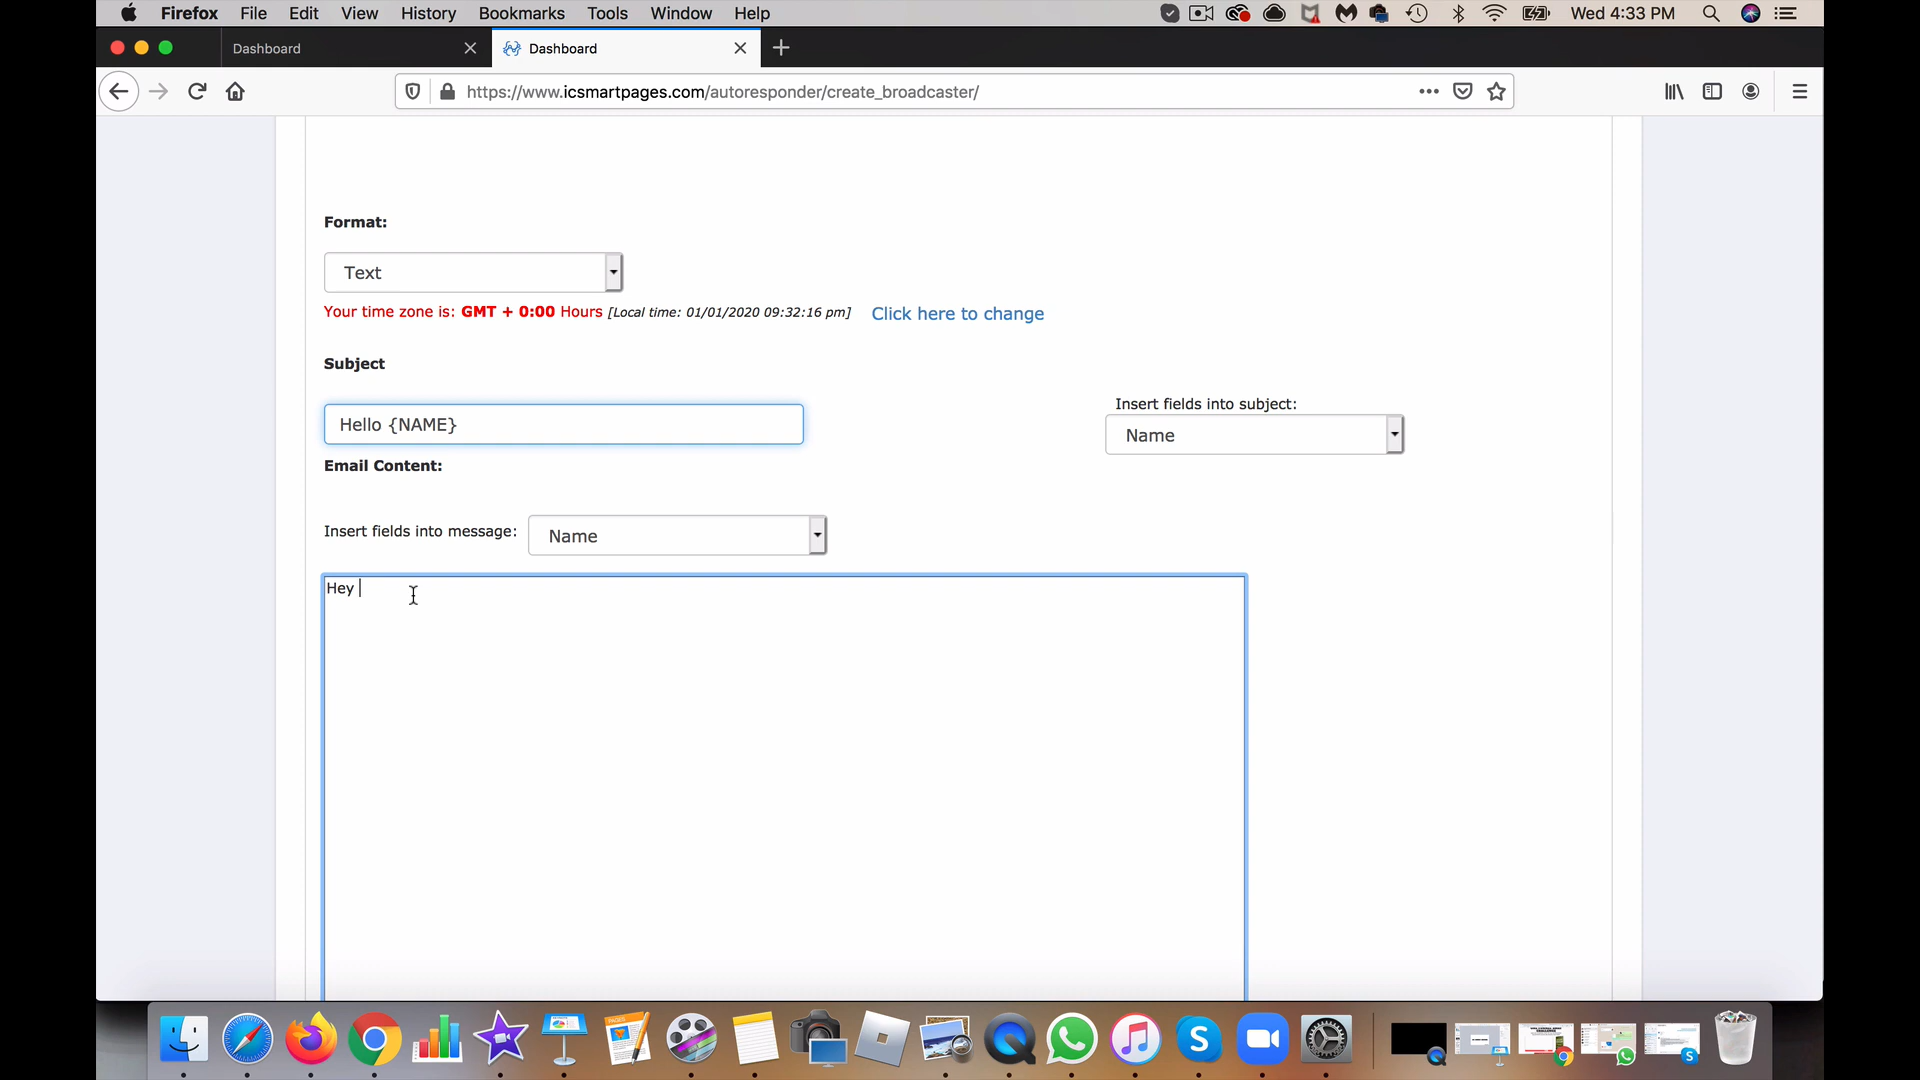 Firefox File Edit View History Bookmarks Tools Window Help Wed 4:33 PM
Dashboard Dashboard
https://www.icsmartpages.com/autoresponder/create_broadcaster/
Format:
Text
Your time zone is: GMT + 0:00 Hours [Local time: 01/01/2020 09:32:16 pm] Click here to change
Subject
Insert fields into subject:
Hello {NAME}
Name
Email Content:
Insert fields into message: Name
Hey